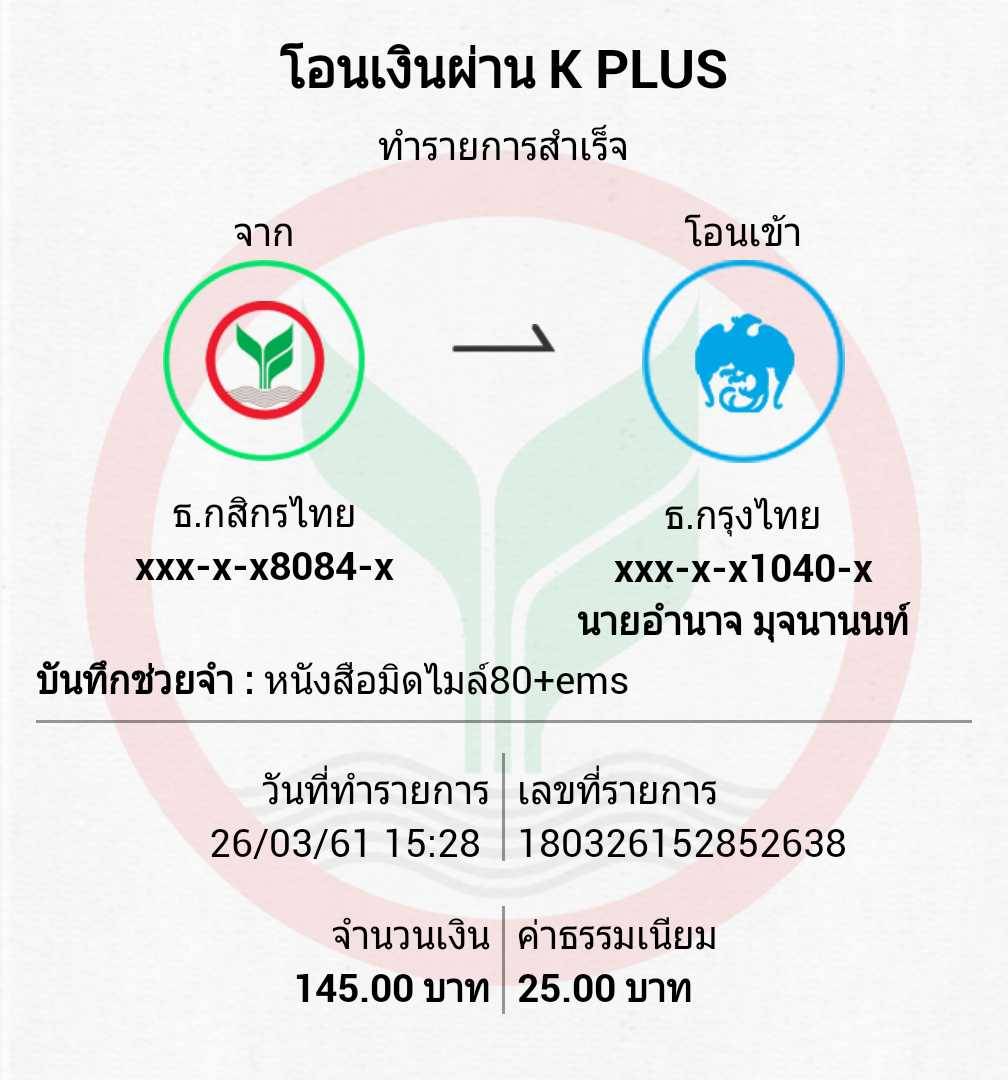 โอนเงินผ่าน K PLUS
ทำรายการสำเร็จ
จาก
โอนเข้า
ธ.กสิกรไทย
xxx-x-x8084-x
ธ.กรุงไทย
xxx-x-x1040-x
นายอำนาจ มุจนานนท์
บันทึกช่วยจำ : หนังสือมิดไมล์80+ems
วันที่ทำรายการ
26/03/61 15:28
เลขที่รายการ
180326152852638
จำนวนเงิน
145.00 บาท
ค่าธรรมเนียม
25.00 บาท